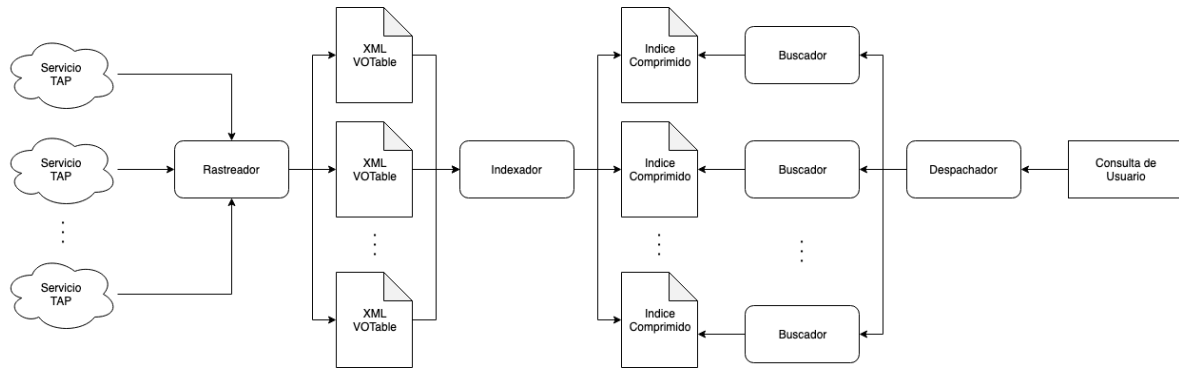 Servicio
TAP
Servicio
TAP
Servicio
TAP
Rastreador
XML
VOTable
XML
VOTable
XML
VOTable
Indexador
Indice
Comprimido
Indice
Comprimido
Indice
Comprimido
Buscador
Buscador
Buscador
Despachador
Consulta de
Usuario